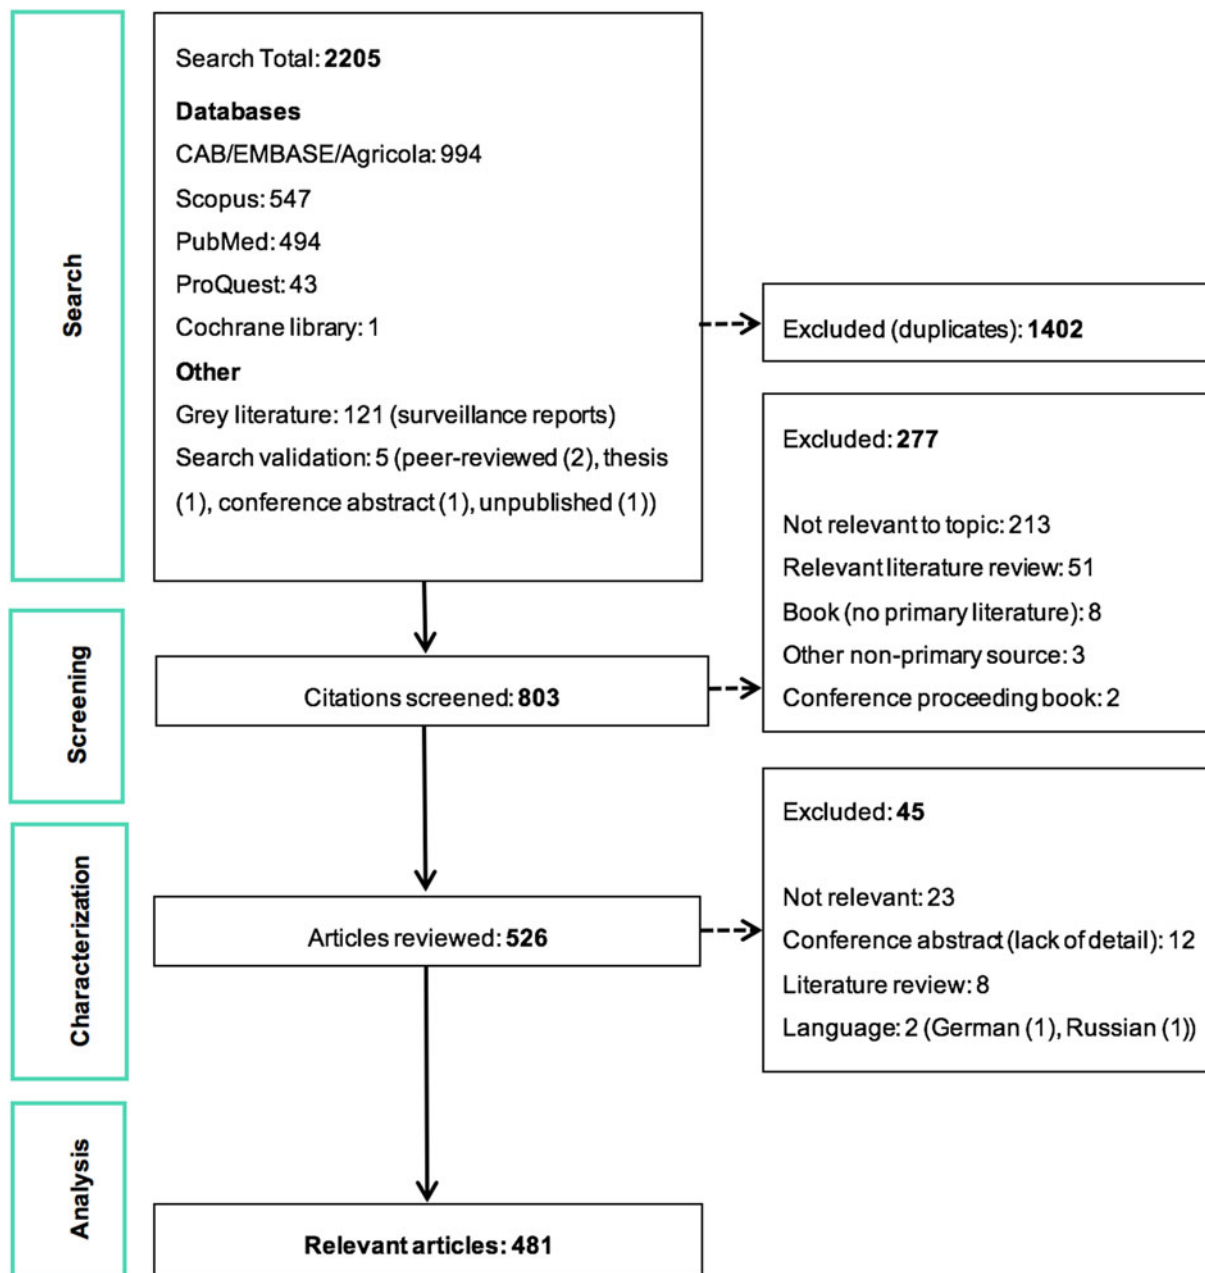 Search
Search Total: 2205
Databases
CAB/EMBASE/Agricola: 994
Scopus: 547
PubMed: 494
ProQuest: 43
Cochrane library: 1
Other
Grey literature: 121 (surveillance reports)
Search validation: 5 (peer-reviewed (2), thesis
(1), conference abstract (1), unpublished (1))
Excluded (duplicates): 1402
Screening
Citations screened: 803
Excluded: 277
Not relevant to topic: 213
Relevant literature review: 51
Book (no primary literature): 8
Other non-primary source: 3
Conference proceeding book: 2
Characterization
Articles reviewed: 526
Excluded: 45
Not relevant: 23
Conference abstract (lack of detail): 12
Literature review: 8
Language: 2 (German (1), Russian (1))
Analysis
Relevant articles: 481